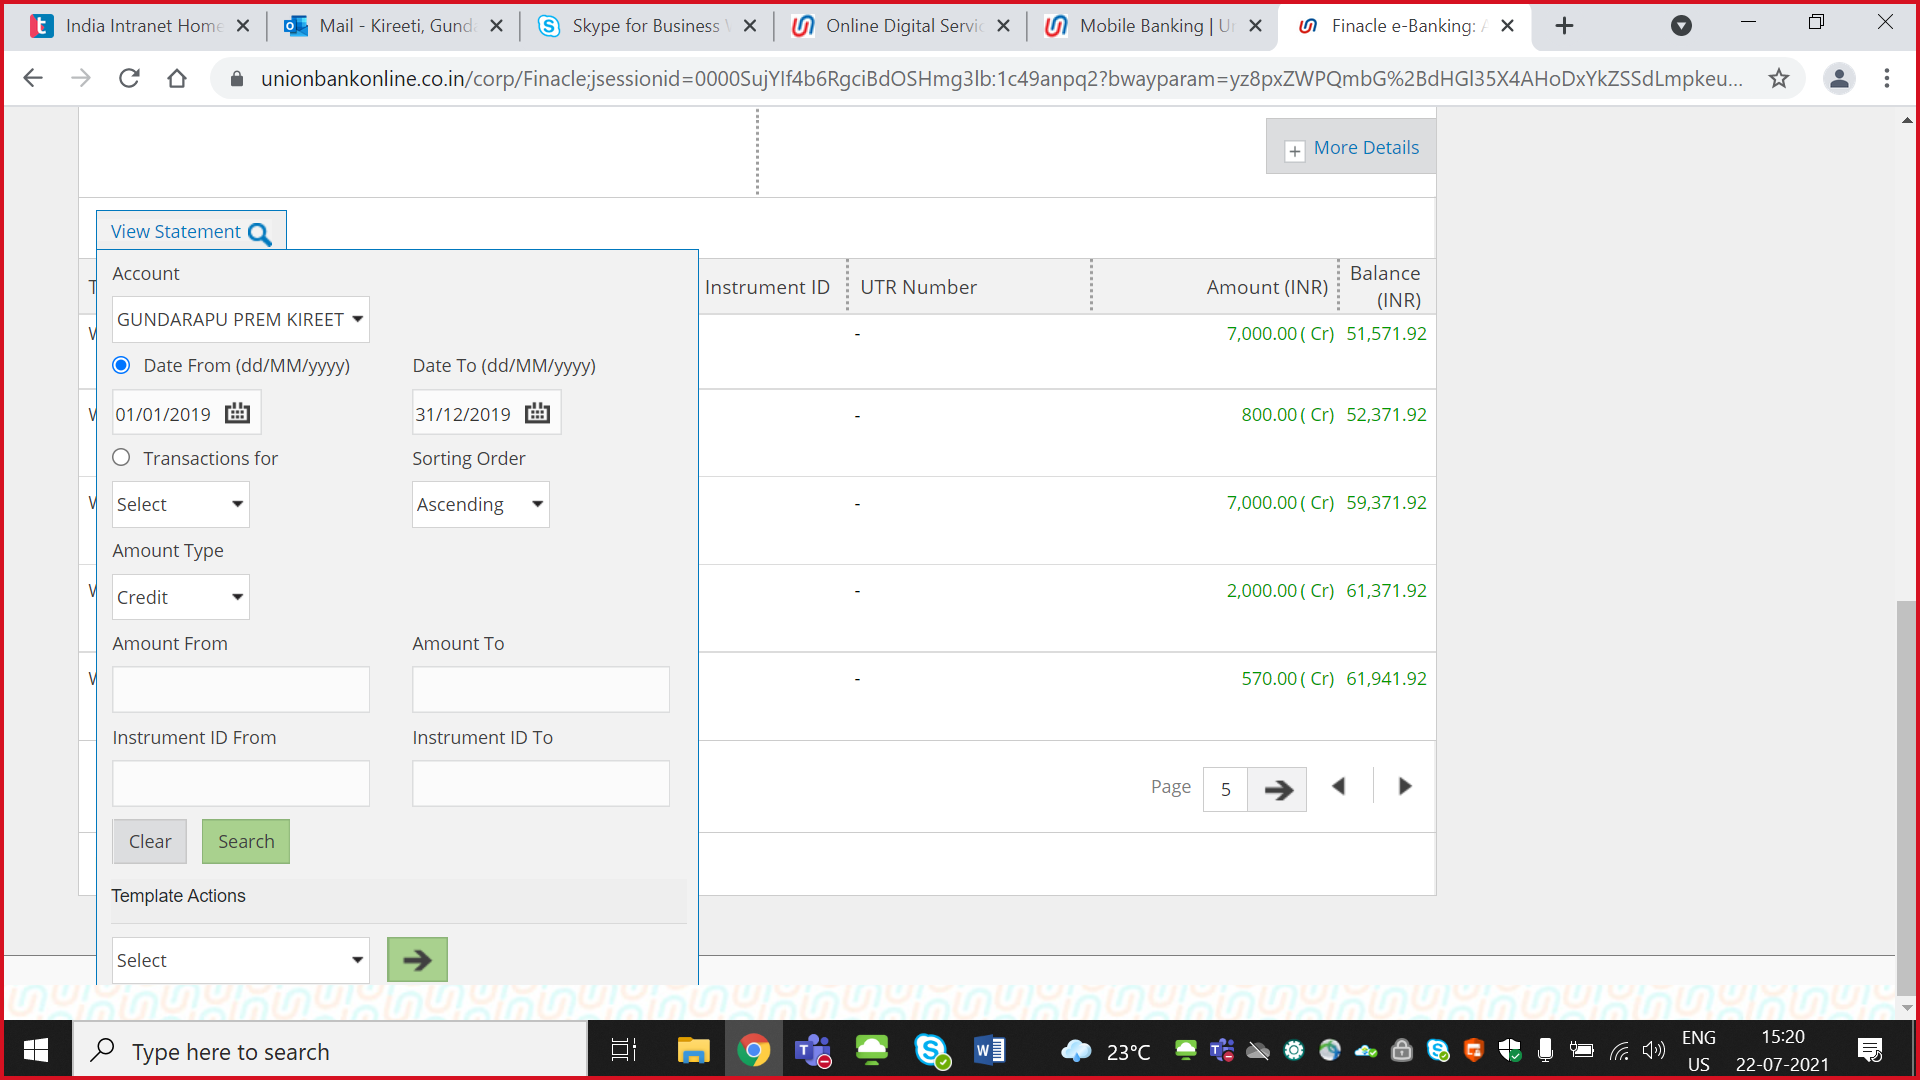 India Intranet Home
Mail - Kireeti, Gunda
Skype for Business
Online Digital Servic
Mobile Banking | Un
Finacle e-Banking: A
unionbankonline.co.in/corp/Finacle;jsessionid=0000SujYIf4b6RgciBdOSHmg3lb:1c49anpq2?bwayparam=yz8pxZWPQmbG%2BdHGl35X4AHoDxYkZSSdLmpkeu...
More Details
View Statement
Account
Instrument ID
UTR Number
Amount (INR)
Balance (INR)
GUNDARAPU PREM KIREET
-
7,000.00 ( Cr)
51,571.92
Date From (dd/MM/yyyy)
Date To (dd/MM/yyyy)
01/01/2019
31/12/2019
-
800.00 ( Cr)
52,371.92
Transactions for
Sorting Order
Select
Ascending
-
7,000.00 ( Cr)
59,371.92
Amount Type
Credit
-
2,000.00 ( Cr)
61,371.92
Amount From
Amount To
-
570.00 ( Cr)
61,941.92
Instrument ID From
Instrument ID To
Page
5
Clear
Search
Template Actions
Select
Type here to search
23°C
ENG
US
15:20
22-07-2021